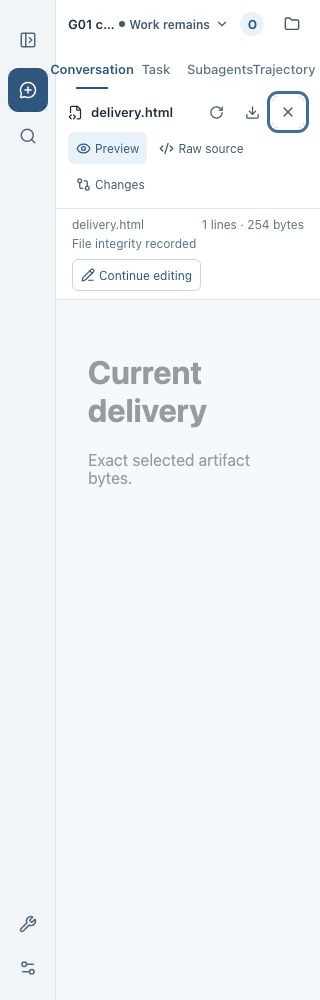 G01 c... • Work remains
O
Conversation Task Subagents Trajectory
delivery.html
Preview Raw source
Changes
delivery.html 1 lines · 254 bytes
File integrity recorded
Continue editing
Current
delivery
Exact selected artifact
bytes.